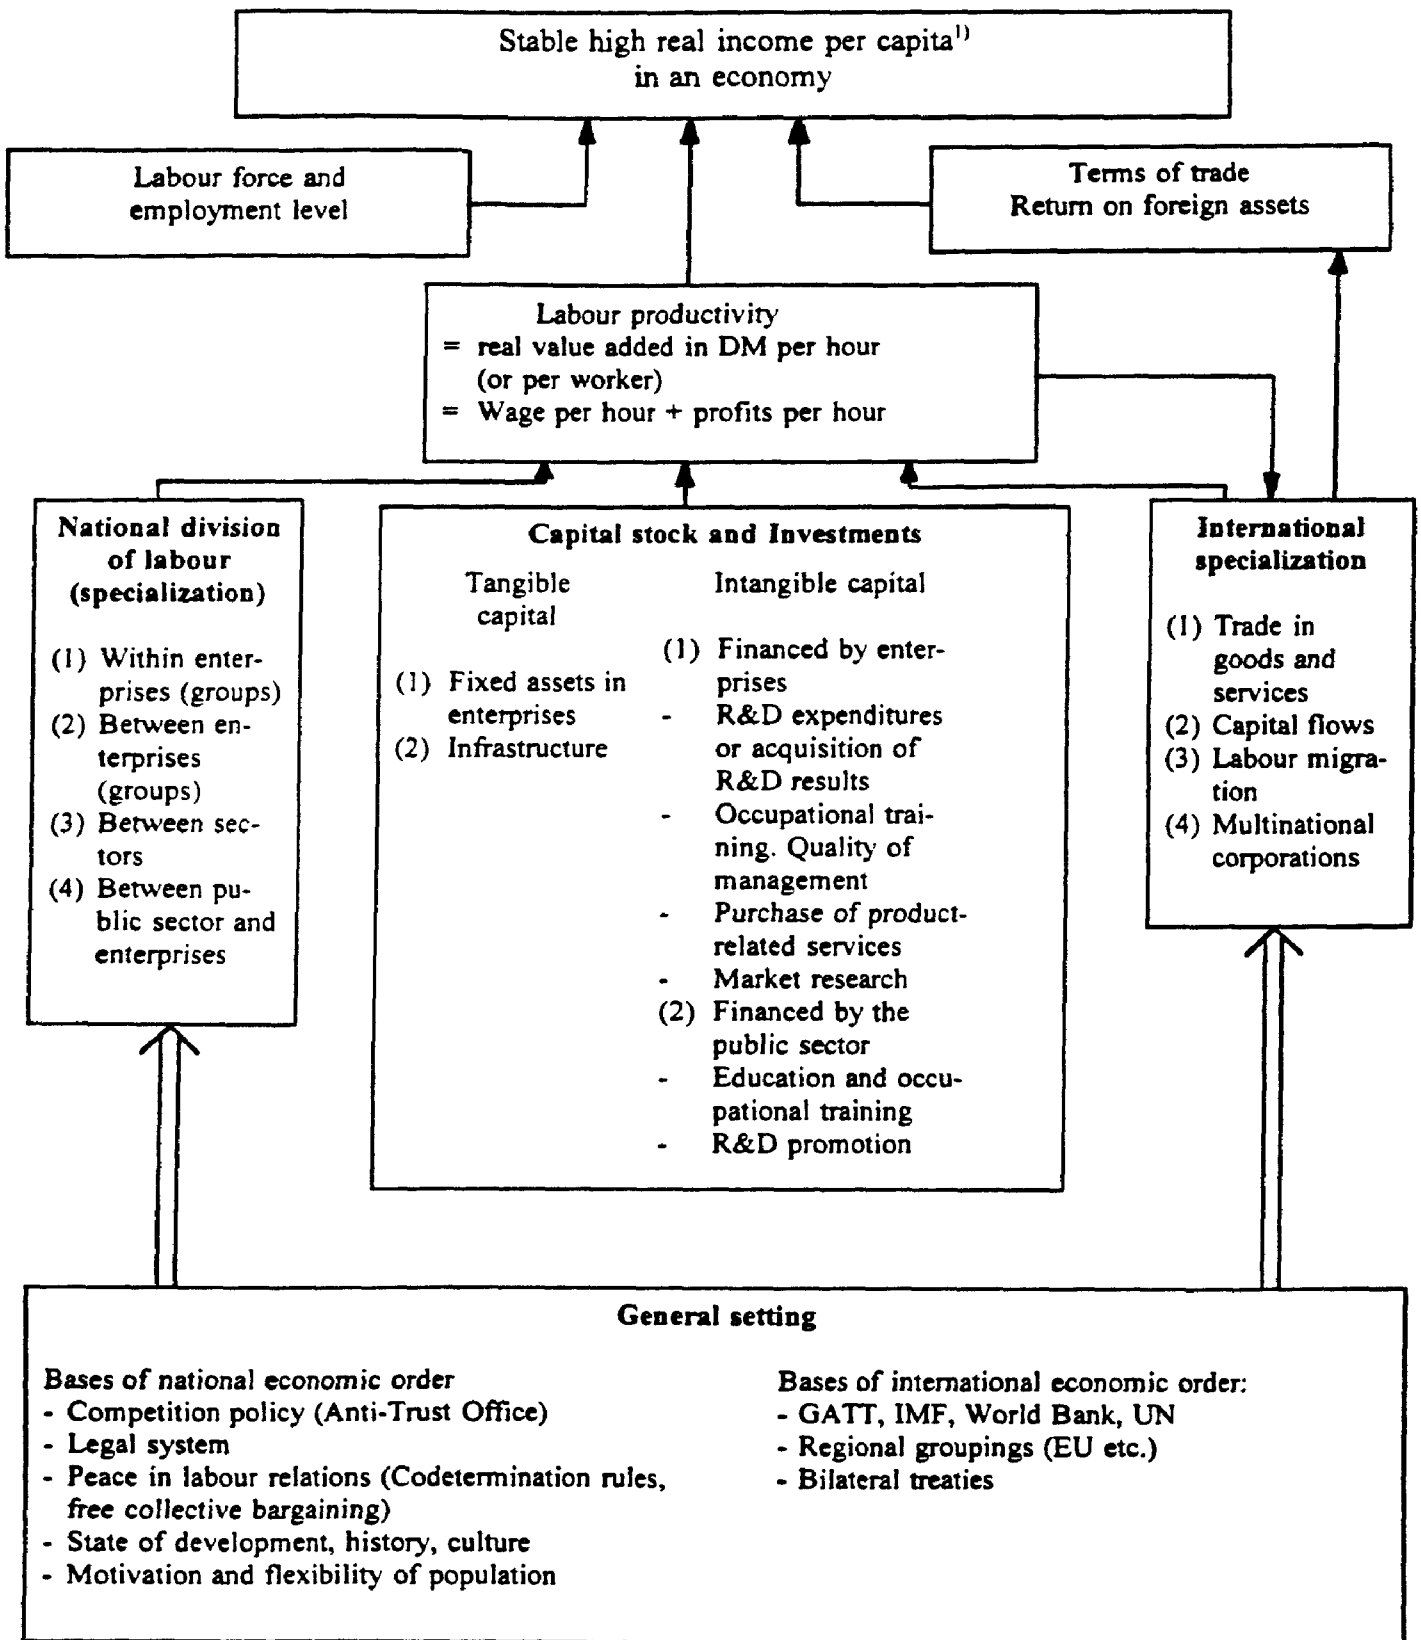 Stable high real income per capita¹⁾
in an economy
Labour force and
employment level
Terms of trade
Return on foreign assets
Labour productivity
= real value added in DM per hour
(or per worker)
= Wage per hour + profits per hour
National division
of labour
(specialization)
(1) Within enter-
prises (groups)
(2) Between en-
terprises
(groups)
(3) Between sec-
tors
(4) Between pu-
blic sector and
enterprises
Capital stock and Investments
Tangible
capital
(1) Fixed assets in
enterprises
(2) Infrastructure
Intangible capital
(1) Financed by enter-
prises
- R&D expenditures
or acquisition of
R&D results
- Occupational trai-
ning. Quality of
management
- Purchase of product-
related services
- Market research
(2) Financed by the
public sector
- Education and occu-
pational training
- R&D promotion
International
specialization
(1) Trade in
goods and
services
(2) Capital flows
(3) Labour migra-
tion
(4) Multinational
corporations
General setting
Bases of national economic order
- Competition policy (Anti-Trust Office)
- Legal system
- Peace in labour relations (Codetermination rules,
free collective bargaining)
- State of development, history, culture
- Motivation and flexibility of population
Bases of international economic order:
- GATT, IMF, World Bank, UN
- Regional groupings (EU etc.)
- Bilateral treaties